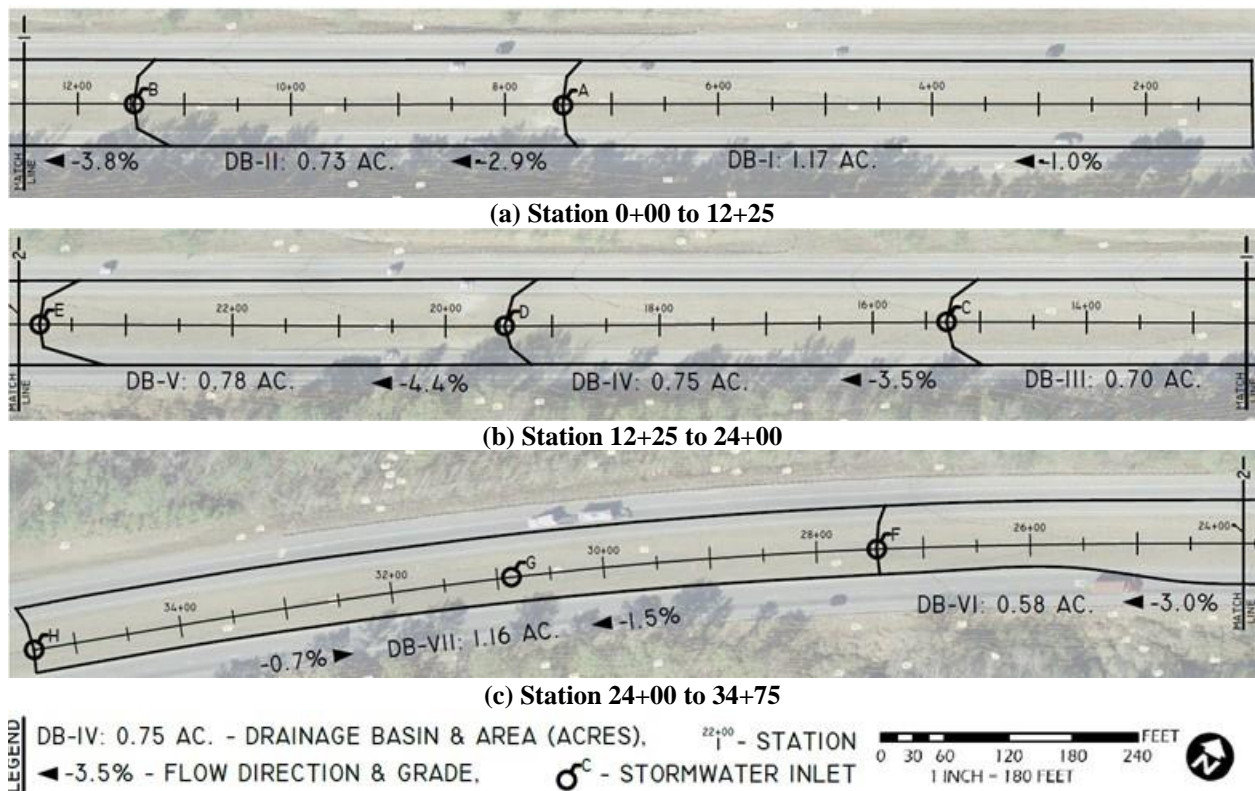 1
12+00 B 10+00 8+00 A 6+00 4+00 2+00
MATCH LINE ◄-3.8% DB-II: 0.73 AC. ◄-2.9% DB-I: 1.17 AC. ◄-1.0%
(a) Station 0+00 to 12+25
2 1
E 22+00 20+00 D 18+00 16+00 C 14+00
MATCH LINE DB-V: 0.78 AC. ◄-4.4% DB-IV: 0.75 AC. ◄-3.5% DB-III: 0.70 AC. MATCH LINE
(b) Station 12+25 to 24+00
2
H 34+00 32+00 G 30+00 28+00 F 26+00 24+00
-0.7% ► DB-VII: 1.16 AC. ◄-1.5% DB-VI: 0.58 AC. ◄-3.0% MATCH LINE
(c) Station 24+00 to 34+75
LEGEND
DB-IV: 0.75 AC. - DRAINAGE BASIN & AREA (ACRES), 22+00 - STATION
0 30 60 120 180 240 FEET
◄-3.5% - FLOW DIRECTION & GRADE, C - STORMWATER INLET 1 INCH = 180 FEET N